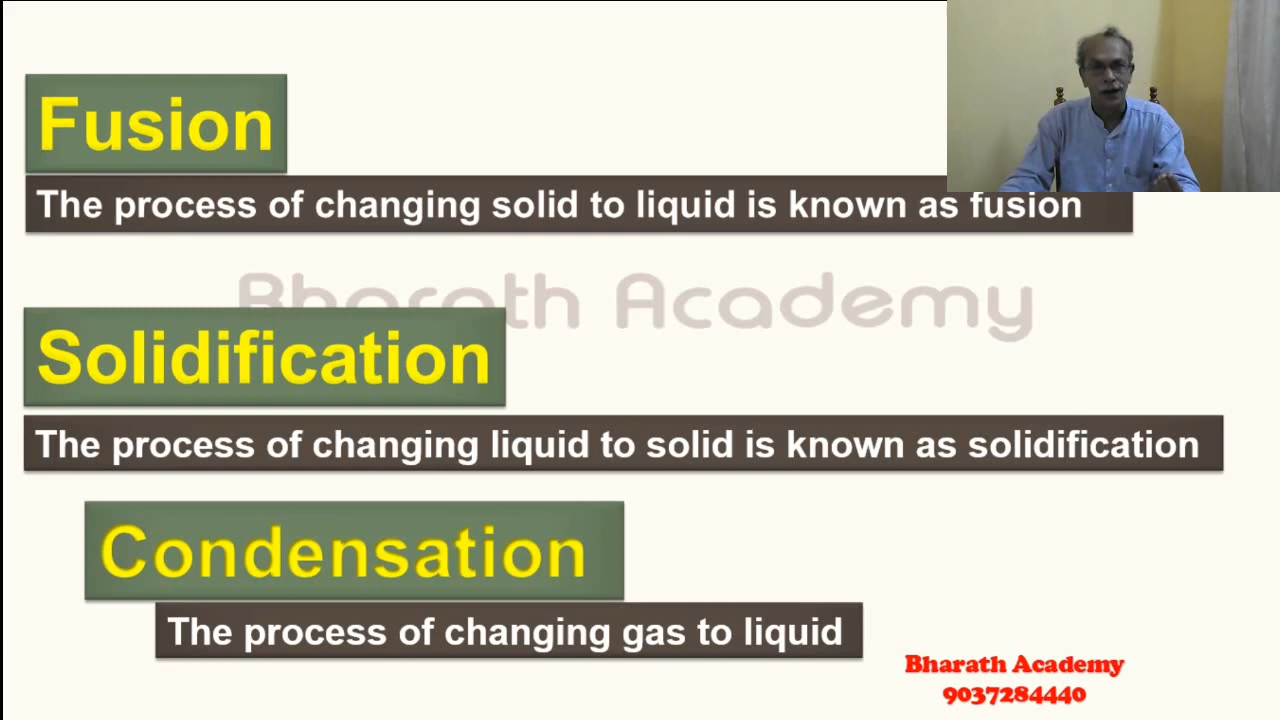 Fusion
The process of changing solid to liquid is known as fusion
Bharath Academy
Solidification
The process of changing liquid to solid is known as solidification
Condensation
The process of changing gas to liquid
Bharath Academy
9037284440